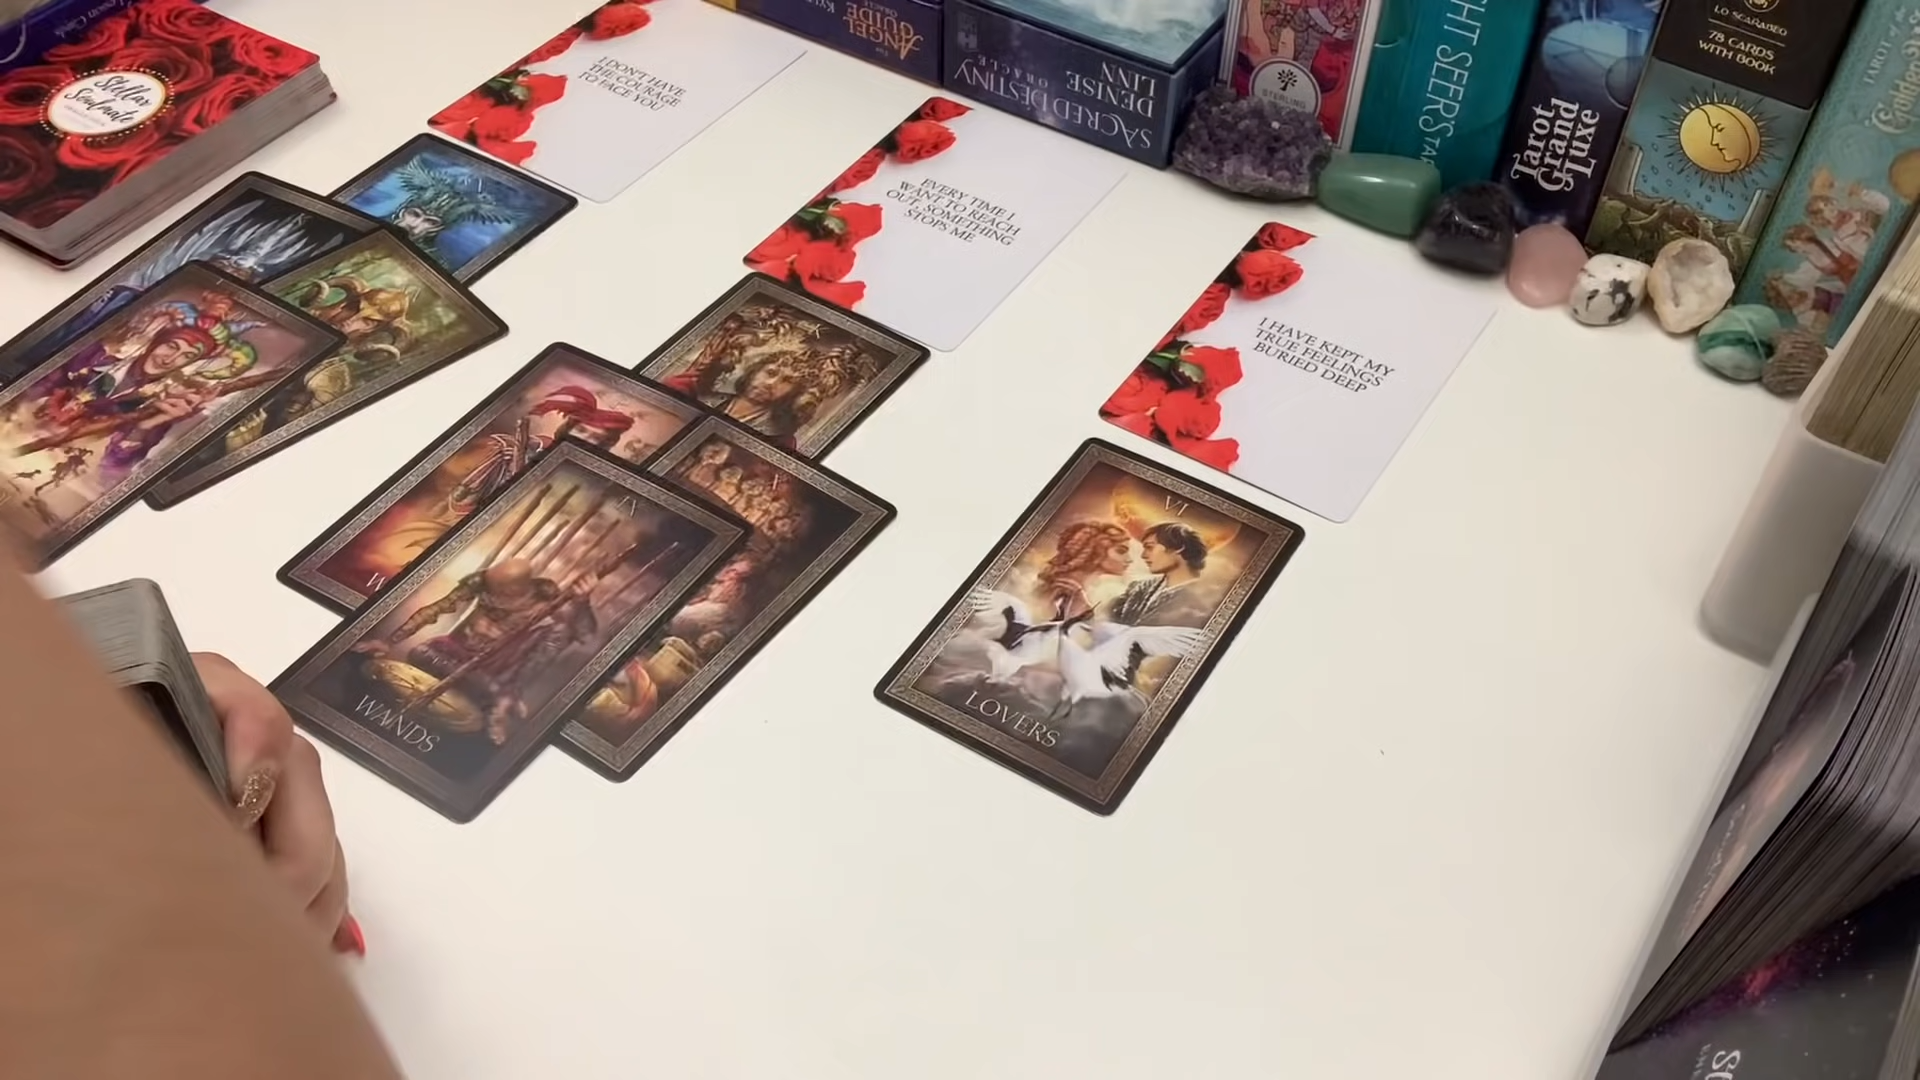 Stellar
Soulmate
I DON'T HAVE
THE COURAGE
TO FACE YOU
EVERY TIME I
WANT TO REACH
OUT, SOMETHING
STOPS ME
I HAVE KEPT MY
TRUE FEELINGS
BURIED DEEP
ANGEL
GUIDE
ORACLE
SACRED DESTINY
ORACLE
DENISE
LINN
STERLING
Tarot
Grand
Luxe
LO SCARABEO
78 CARDS
WITH BOOK
TAROT
VI
LOVERS
WANDS
X